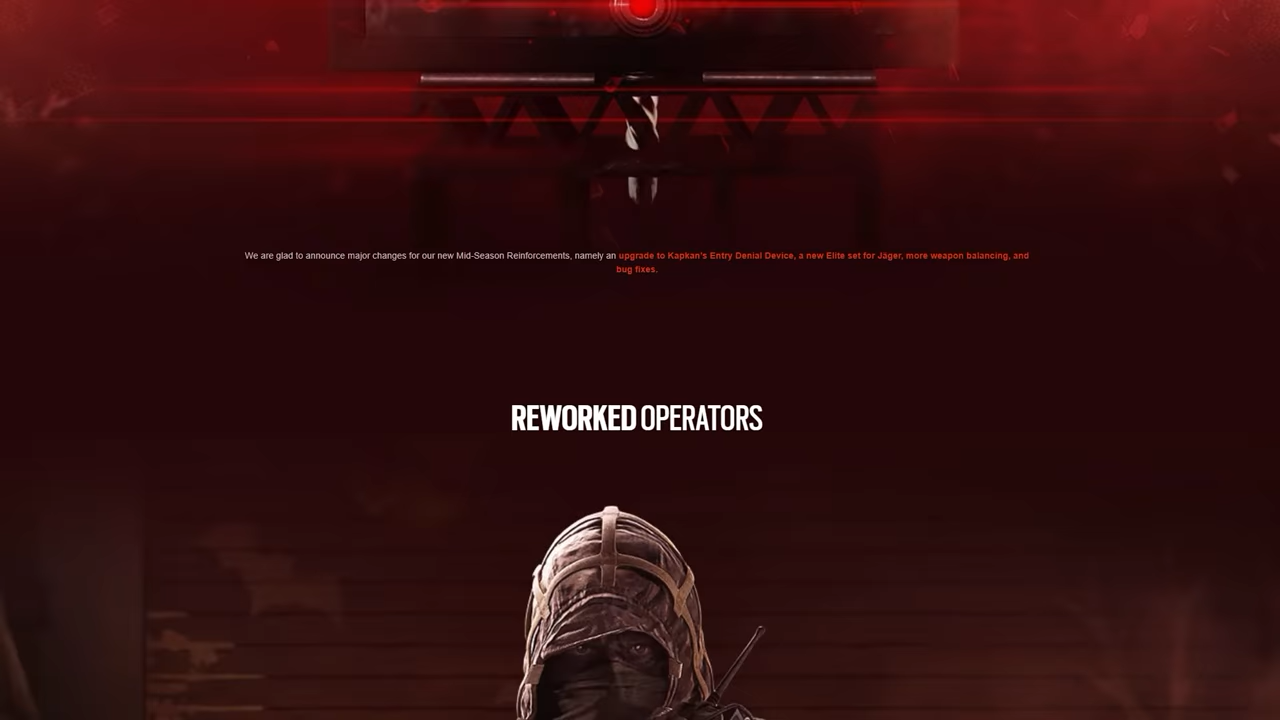 We are glad to announce major changes for our new Mid-Season Reinforcements, namely an upgrade to Kapkan's Entry Denial Device, a new Elite set for Jäger, more weapon balancing, and
bug fixes.
REWORKED OPERATORS